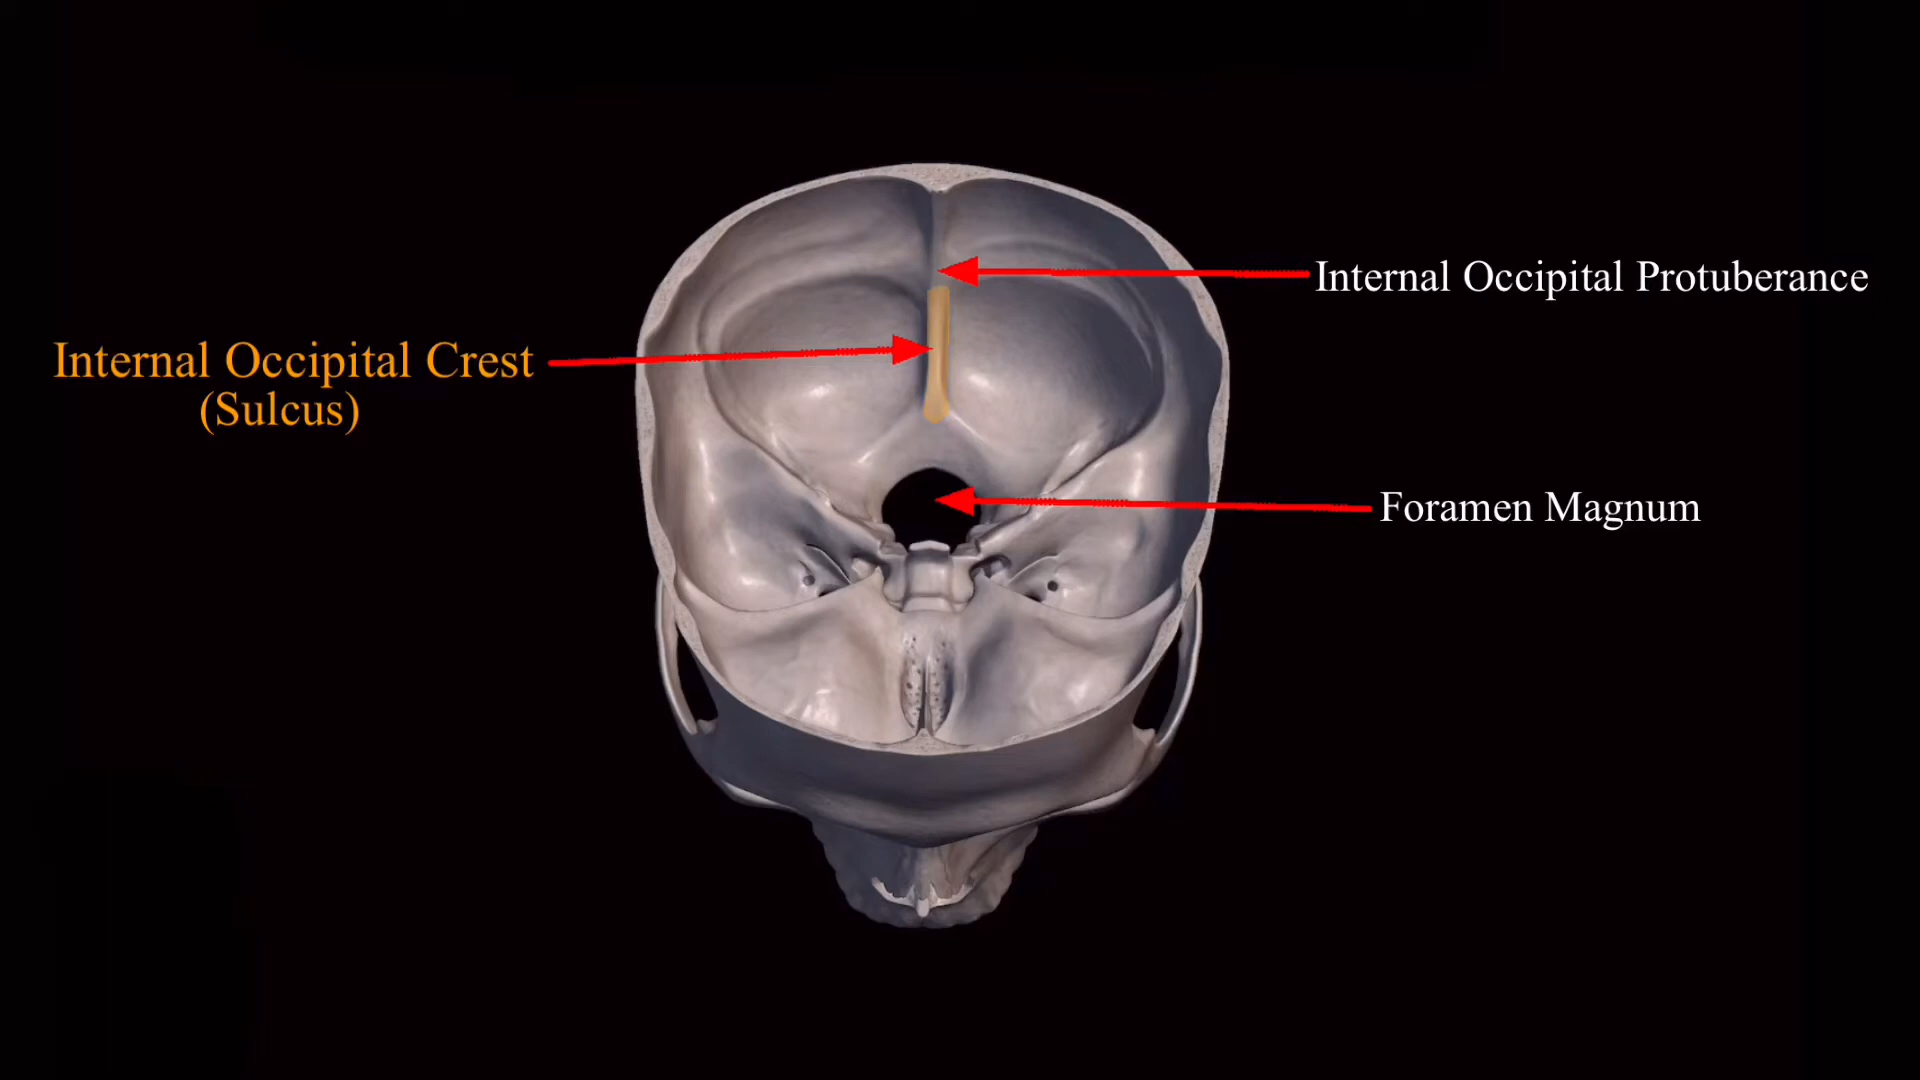 Internal Occipital Protuberance
Internal Occipital Crest
(Sulcus)
Foramen Magnum